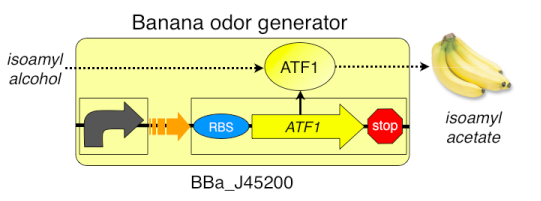 Banana odor generator
isoamyl
alcohol
ATF1
RBS
ATF1
stop
isoamyl
acetate
BBa_J45200